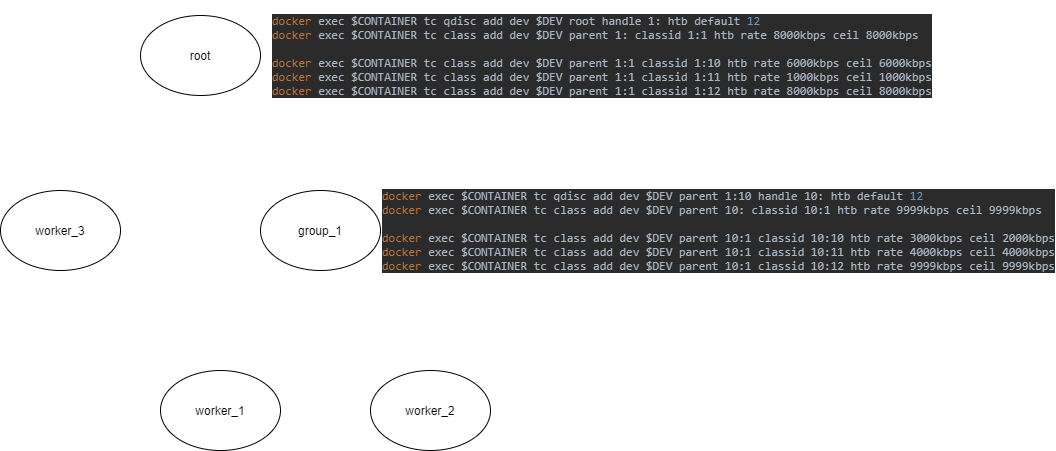 root
docker exec $CONTAINER tc qdisc add dev $DEV root handle 1: htb default 12
docker exec $CONTAINER tc class add dev $DEV parent 1: classid 1:1 htb rate 8000kbps ceil 8000kbps
docker exec $CONTAINER tc class add dev $DEV parent 1:1 classid 1:10 htb rate 6000kbps ceil 6000kbps
docker exec $CONTAINER tc class add dev $DEV parent 1:1 classid 1:11 htb rate 1000kbps ceil 1000kbps
docker exec $CONTAINER tc class add dev $DEV parent 1:1 classid 1:12 htb rate 8000kbps ceil 8000kbps
worker_3
group_1
docker exec $CONTAINER tc qdisc add dev $DEV parent 1:10 handle 10: htb default 12
docker exec $CONTAINER tc class add dev $DEV parent 10: classid 10:1 htb rate 9999kbps ceil 9999kbps
docker exec $CONTAINER tc class add dev $DEV parent 10:1 classid 10:10 htb rate 3000kbps ceil 2000kbps
docker exec $CONTAINER tc class add dev $DEV parent 10:1 classid 10:11 htb rate 4000kbps ceil 4000kbps
docker exec $CONTAINER tc class add dev $DEV parent 10:1 classid 10:12 htb rate 9999kbps ceil 9999kbps
worker_1
worker_2